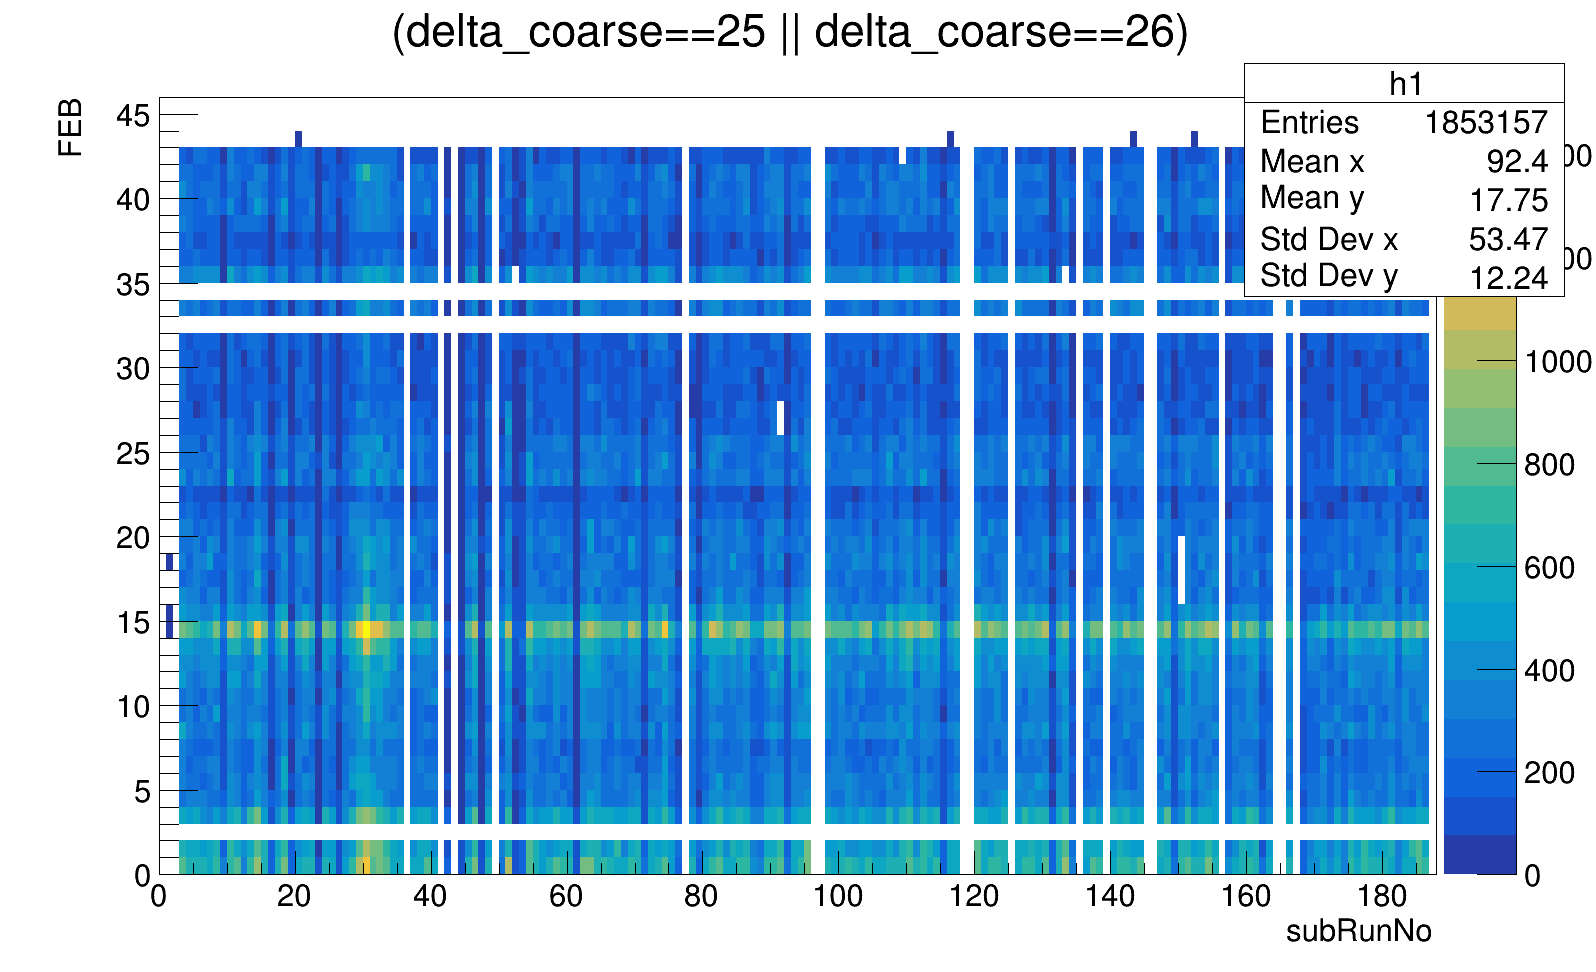 (delta_coarse==25 || delta_coarse==26)
h1
Entries 1853157
Mean x 92.4
Mean y 17.75
Std Dev x 53.47
Std Dev y 12.24
FEB
45
40
35
30
25
20
15
10
5
0
00
00
1000
800
600
400
200
0
0 20 40 60 80 100 120 140 160 180
subRunNo